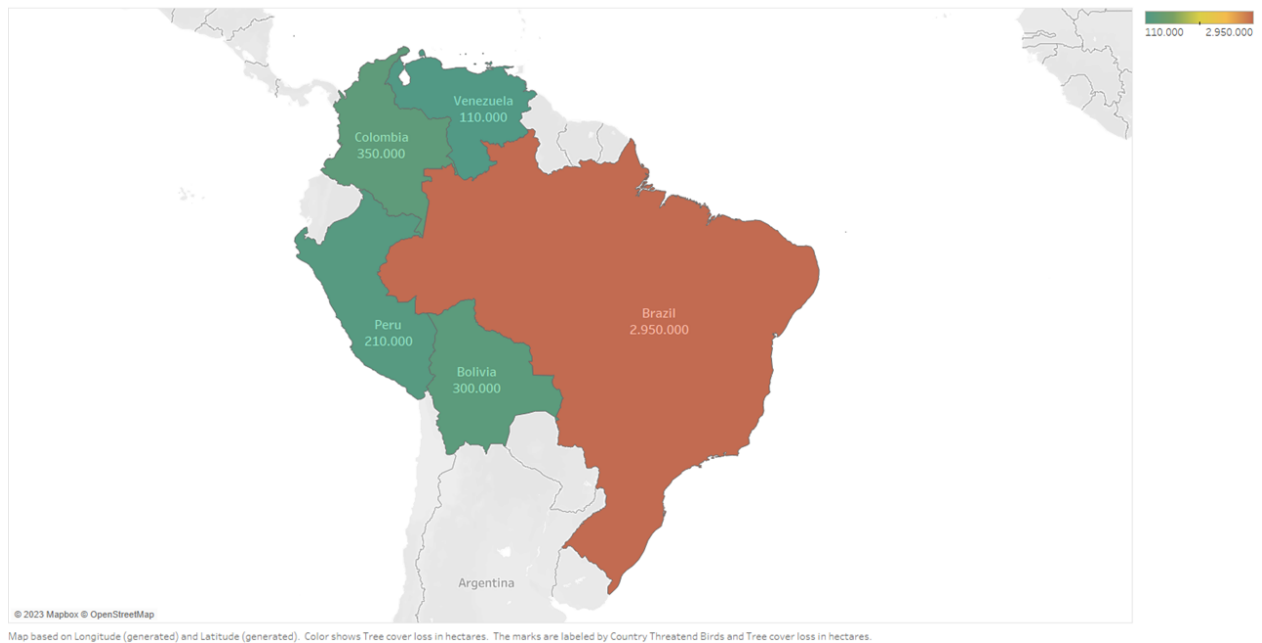 110.000 2.950.000
Venezuela
110.000
Colombia
350.000
Brazil
2.950.000
Peru
210.000
Bolivia
300.000
Argentina
© 2023 Mapbox © OpenStreetMap
Map based on Longitude (generated) and Latitude (generated). Color shows Tree cover loss in hectares. The marks are labeled by Country Threatend Birds and Tree cover loss in hectares.